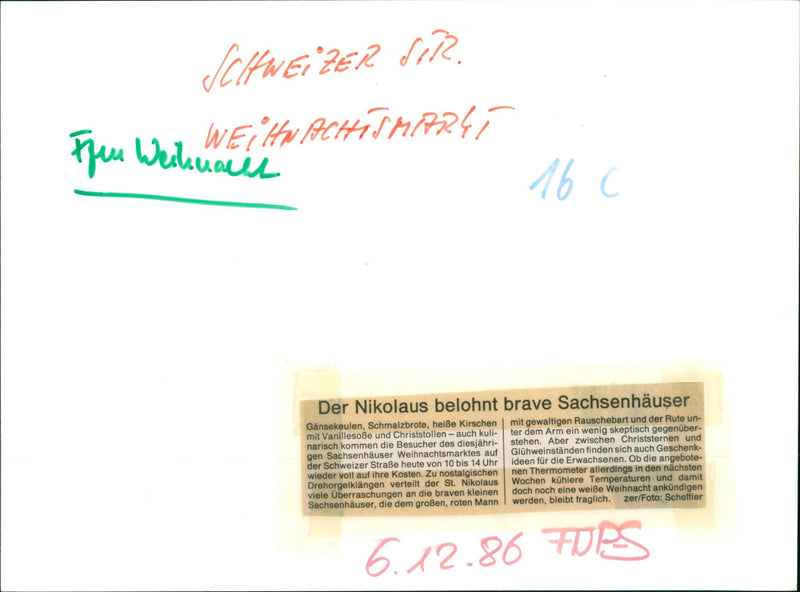 SCHWEIZER STR.
WEIHNACHTSMARKT
Ffm Weihnacht
16 C
Der Nikolaus belohnt brave Sachsenhäuser
Gänsekeulen, Schmalzbrote, heiße Kirschen
mit Vanillesoße und Christstollen – auch kuli-
narisch kommen die Besucher des diesjähri-
gen Sachsenhäuser Weihnachtsmarktes auf
der Schweizer Straße heute von 10 bis 14 Uhr
wieder voll auf ihre Kosten. Zu nostalgischen
Drehorgelklängen verteilt der St. Nikolaus
viele Überraschungen an die braven kleinen
Sachsenhäuser, die dem großen, roten Mann
mit gewaltigen Rauschebart und der Rute un-
ter dem Arm ein wenig skeptisch gegenüber-
stehen. Aber zwischen Christsternen und
Glühweinständen finden sich auch Geschenk-
ideen für die Erwachsenen. Ob die angebote-
nen Thermometer allerdings in den nächsten
Wochen kühlere Temperaturen und damit
doch noch eine weiße Weihnacht ankündigen
werden, bleibt fraglich. zer/Foto: Scheffler
6.12.86 FNP-S